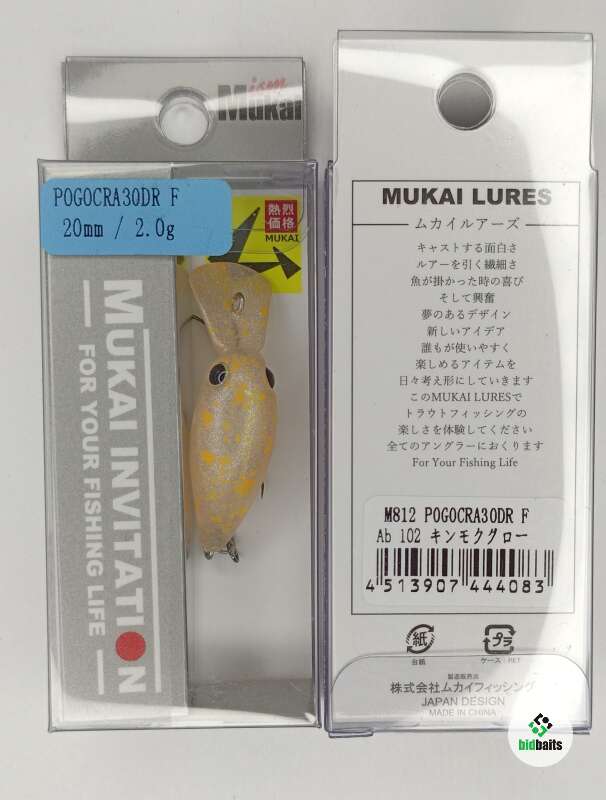 ism
Mukai
POGOCRA30DR F
20mm / 2.0g
熱烈
価格
MUKAI
MUKAI INVITATION
FOR YOUR FISHING LIFE
MUKAI LURES
ムカイルアーズ
キャストする面白さ
ルアーを引く繊細さ
魚が掛かった時の喜び
そして興奮
夢のあるデザイン
新しいアイデア
誰もが使いやすく
楽しめるアイテムを
日々考え形にしていきます
このMUKAI LURESで
トラウトフィッシングの
楽しさを体験してください
全てのアングラーにおくります
For Your Fishing Life
M812 POGOCRA30DR F
Ab 102 キンモクグロー
4 513907 444083
紙
台紙
プラ
ケース:PET
製造販売元
株式会社ムカイフィッシング
JAPAN DESIGN
MADE IN CHINA
bidbaits